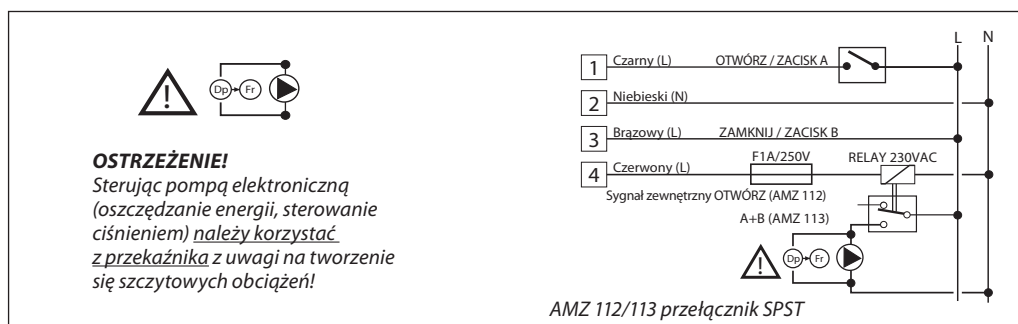 Dp Fr
OSTRZEŻENIE!
Sterując pompą elektroniczną
(oszczędzanie energii, sterowanie
ciśnieniem) należy korzystać
z przekaźnika z uwagi na tworzenie
się szczytowych obciążeń!
L N
1 Czarny (L) OTWÓRZ / ZACISK A
2 Niebieski (N)
3 Brązowy (L) ZAMKNIJ / ZACISK B
4 Czerwony (L) F1A/250V RELAY 230VAC
Sygnał zewnętrzny OTWÓRZ (AMZ 112)
A+B (AMZ 113)
Dp Fr
AMZ 112/113 przełącznik SPST